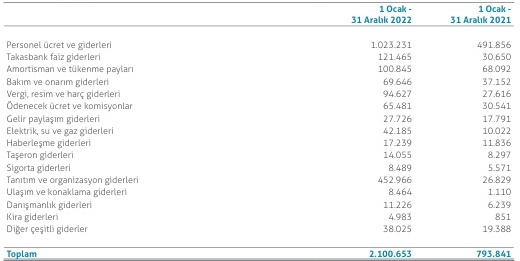 1 Ocak - 1 Ocak -
31 Aralık 2022 31 Aralık 2021
Personel ücret ve giderleri 1.023.231 491.856
Takasbank faiz giderleri 121.465 30.650
Amortisman ve tükenme payları 100.845 68.092
Bakım ve onarım giderleri 69.646 37.152
Vergi, resim ve harç giderleri 94.627 27.616
Ödenecek ücret ve komisyonlar 65.481 30.541
Gelir paylaşım giderleri 27.726 17.791
Elektrik, su ve gaz giderleri 42.185 10.022
Haberleşme giderleri 17.239 11.836
Taşeron giderleri 14.055 8.297
Sigorta giderleri 8.489 5.571
Tanıtım ve organizasyon giderleri 452.966 26.829
Ulaşım ve konaklama giderleri 8.464 1.110
Danışmanlık giderleri 11.226 6.239
Kira giderleri 4.983 851
Diğer çeşitli giderler 38.025 19.388
Toplam 2.100.653 793.841